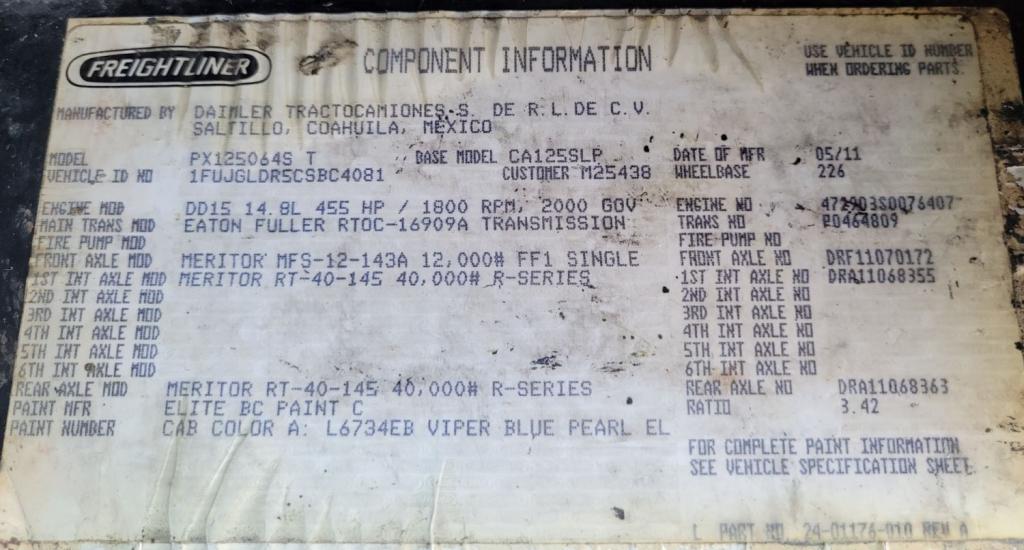 FREIGHTLINER COMPONENT INFORMATION USE VEHICLE ID NUMBER
WHEN ORDERING PARTS.
MANUFACTURED BY DAIMLER TRACTOCAMIONES S. DE R.L. DE C.V.
SALTILLO, COAHUILA, MEXICO
MODEL PX125064S T BASE MODEL CA125SLP DATE OF MFR 05/11
VEHICLE ID NO 1FUJGLDR5CSBC4081 CUSTOMER M25438 WHEELBASE 226
ENGINE MOD DD15 14.8L 455 HP / 1800 RPM, 2000 GOV ENGINE NO 472903S0076407
MAIN TRANS MOD EATON FULLER RTOC-16909A TRANSMISSION TRANS NO P0464809
FIRE PUMP MOD FIRE PUMP NO
FRONT AXLE MOD MERITOR MFS-12-143A 12,000# FF1 SINGLE FRONT AXLE NO DRF11070172
1ST INT AXLE MOD MERITOR RT-40-145 40,000# R-SERIES 1ST INT AXLE NO DRA11068355
2ND INT AXLE MOD 2ND INT AXLE NO
3RD INT AXLE MOD 3RD INT AXLE NO
4TH INT AXLE MOD 4TH INT AXLE NO
5TH INT AXLE MOD 5TH INT AXLE NO
6TH INT AXLE MOD 6TH INT AXLE NO
REAR AXLE MOD MERITOR RT-40-145 40,000# R-SERIES REAR AXLE NO DRA11068363
PAINT MFR ELITE BC PAINT C RATIO 3.42
PAINT NUMBER CAB COLOR A: L6734EB VIPER BLUE PEARL EL
FOR COMPLETE PAINT INFORMATION
SEE VEHICLE SPECIFICATION SHEET
L PART NO. 24-01176-010 REV A